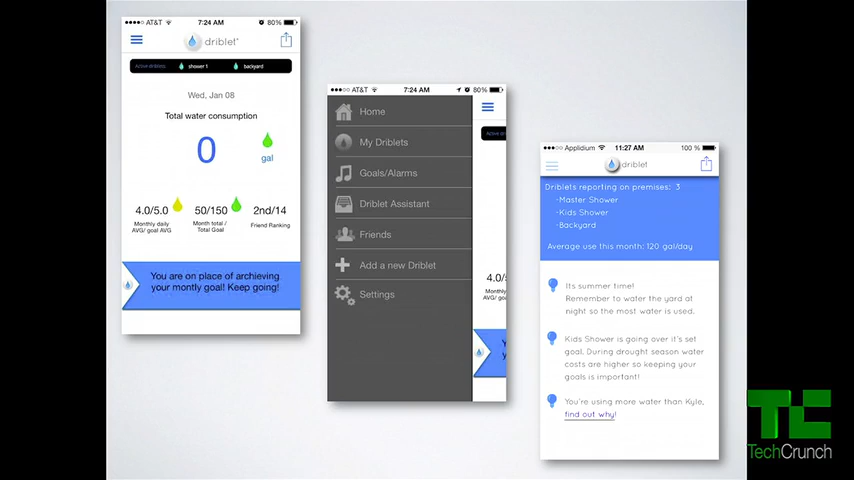 AT&T 7:24 AM 80%
driblet
Active driblets: shower 1 backyard
Wed, Jan 08
Total water consumption
0
gal
4.0/5.0 50/150 2nd/14
Monthly daily Month total / Friend Ranking
AVG/ goal AVG Total Goal
You are on place of archieving
your montly goal! Keep going!
AT&T 7:24 AM 80%
Home
My Driblets
Goals/Alarms
Driblet Assistant
Friends
Add a new Driblet
Settings
4.0/
Monthly
AVG/ go
Applidium 11:27 AM 100 %
driblet
Driblets reporting on premises: 3
-Master Shower
-Kids Shower
-Backyard
Average use this month: 120 gal/day
Its summer time!
Remember to water the yard at
night so the most water is used.
Kids Shower is going over it's set
goal. During drought season water
costs are higher so keeping your
goals is important!
You're using more water than Kyle,
find out why!
TC
TechCrunch